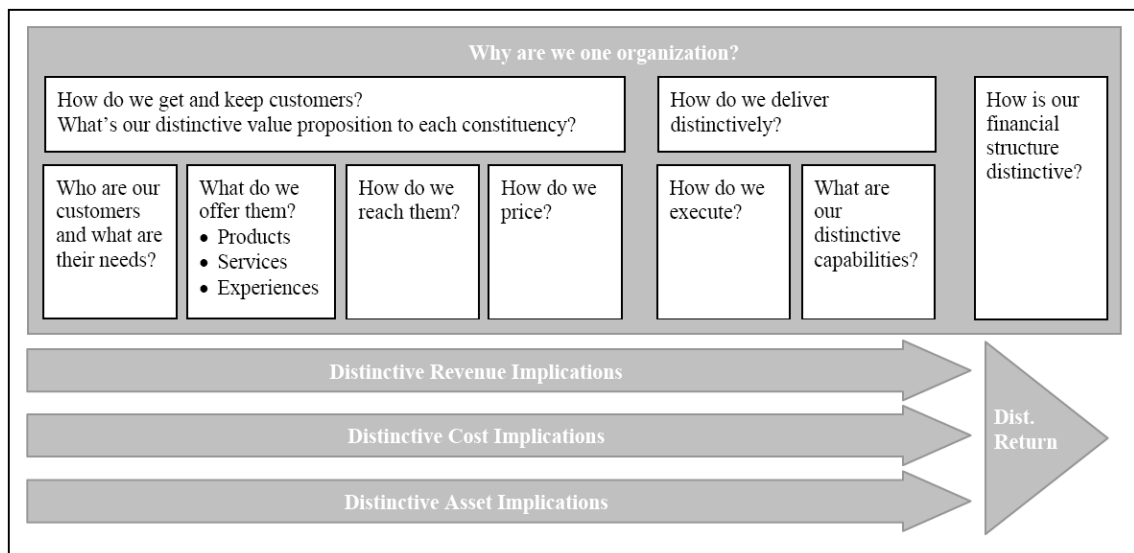 Why are we one organization?
How do we get and keep customers?
What's our distinctive value proposition to each constituency?
How do we deliver
distinctively?
How is our
financial
structure
distinctive?
Who are our
customers
and what are
their needs?
What do we
offer them?
• Products
• Services
• Experiences
How do we
reach them?
How do we
price?
How do we
execute?
What are
our
distinctive
capabilities?
Distinctive Revenue Implications
Distinctive Cost Implications
Distinctive Asset Implications
Dist.
Return